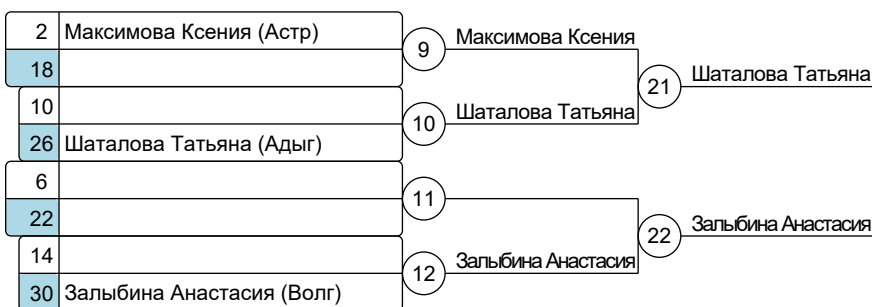 2 Максимова Ксения (Астр)
18
10
26 Шаталова Татьяна (Адыг)
6
22
14
30 Залыбина Анастасия (Волг)
9 Максимова Ксения
10 Шаталова Татьяна
11
12 Залыбина Анастасия
21 Шаталова Татьяна
22 Залыбина Анастасия